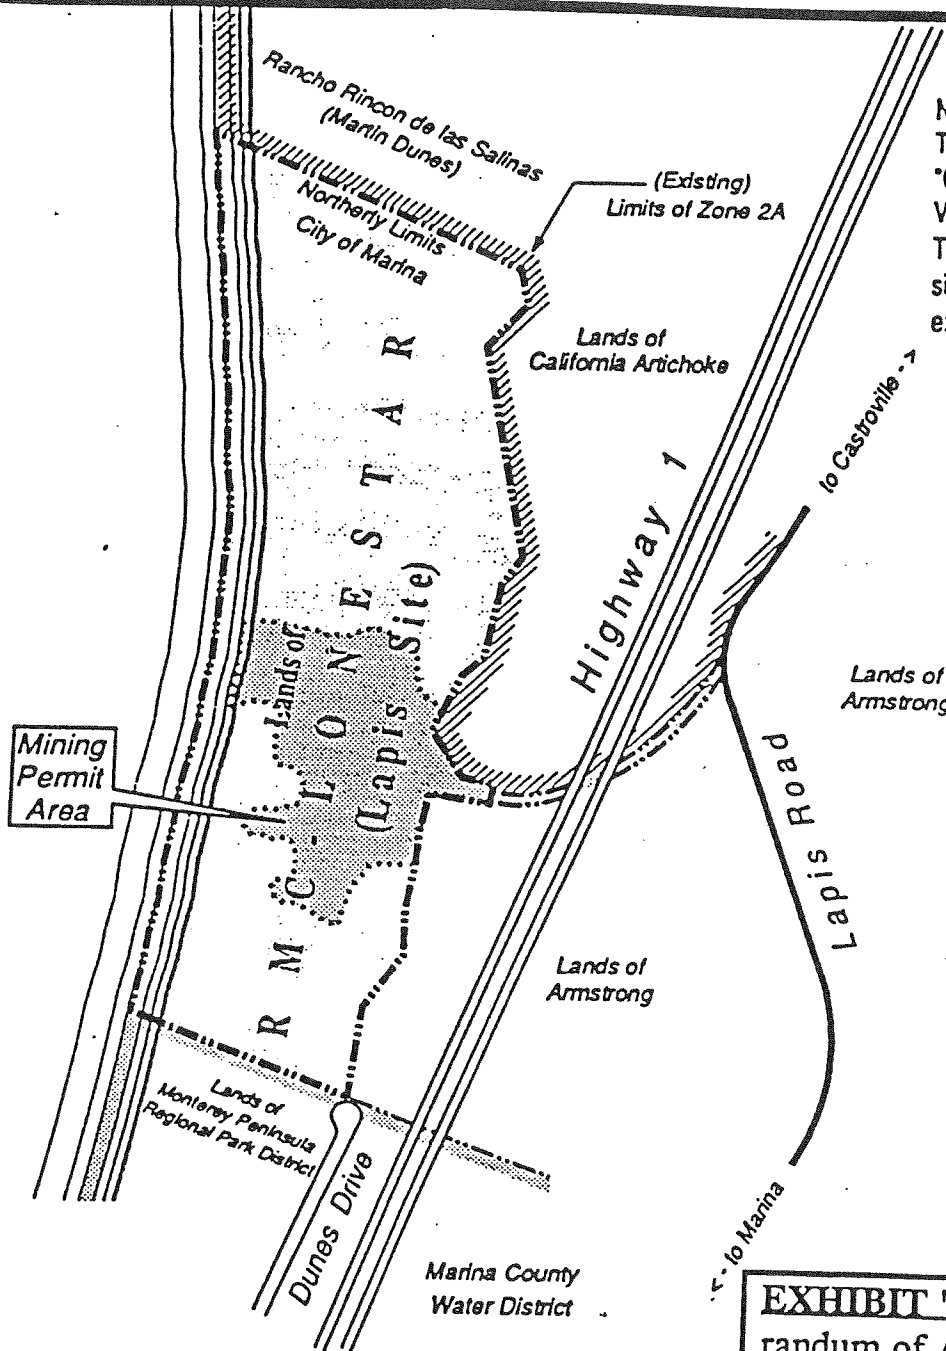 Rancho Rincon de las Salinas
(Martin Dunes)
(Existing)
Limits of Zone 2A
Northerly Limits
City of Marina
Lands of
California Artichoke
to Castroville
Highway 1
Lands of
RMC-LONESTAR
(Lapis Site)
Mining
Permit
Area
Lands of
Armstrong
Lapis Road
Lands of
Armstrong
Lands of
Monterey Peninsula
Regional Park District
Dunes Drive
to Marina
Marina County
Water District
EXHIBIT "
randum of